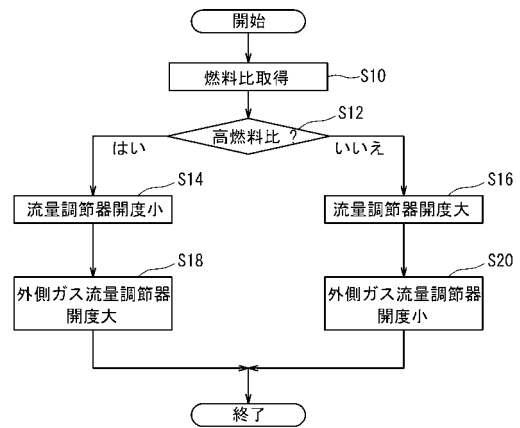 開始
燃料比取得
S10
高燃料比 ?
S12
はい
いいえ
流量調節器開度小
S14
流量調節器開度大
S16
外側ガス流量調節器
開度大
S18
外側ガス流量調節器
開度小
S20
終了